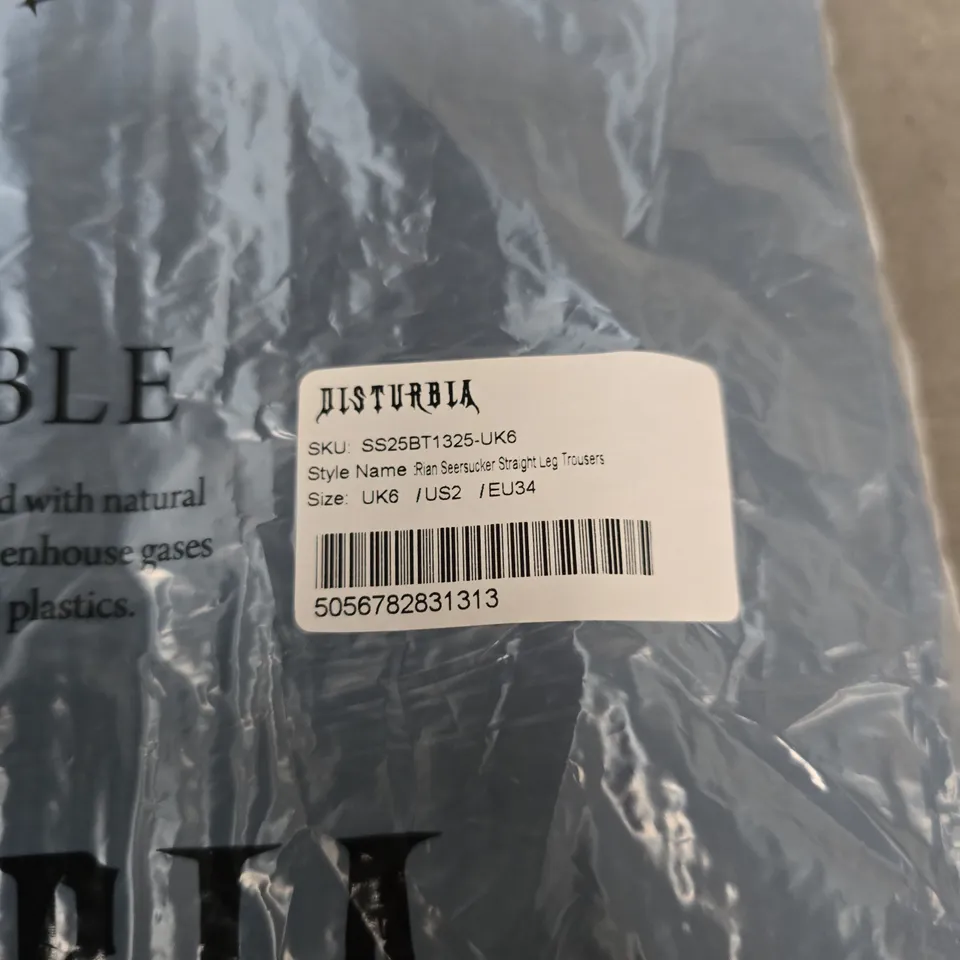 BLE
d with natural
enhouse gases
plastics.
DISTURBIA
SKU: SS25BT1325-UK6
Style Name :Rian Seersucker Straight Leg Trousers
Size: UK6 /US2 /EU34
5056782831313